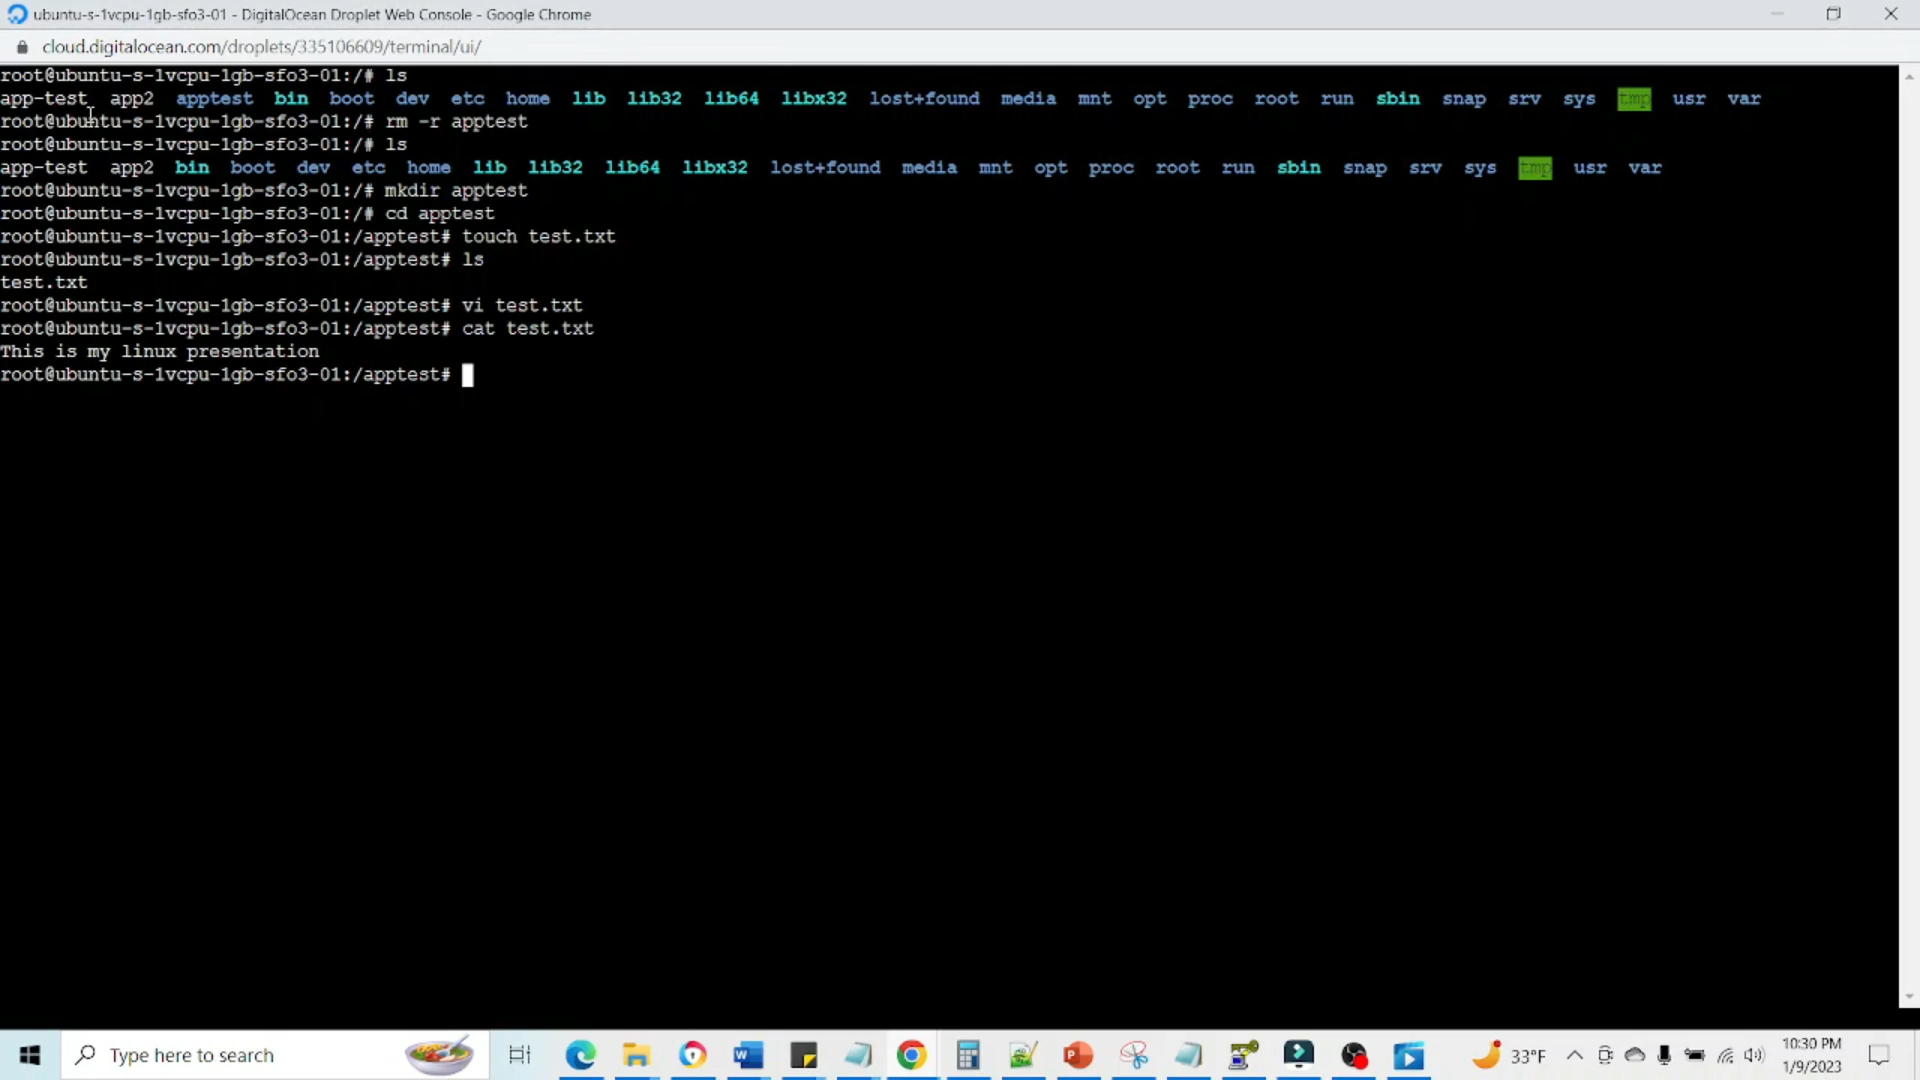 ubuntu-s-1vcpu-1gb-sfo3-01 - DigitalOcean Droplet Web Console - Google Chrome
cloud.digitalocean.com/droplets/335106609/terminal/ui/
root@ubuntu-s-1vcpu-1gb-sfo3-01:/# ls
app-test app2 apptest bin boot dev etc home lib lib32 lib64 libx32 lost+found media mnt opt proc root run sbin snap srv sys tmp usr var
root@ubuntu-s-1vcpu-1gb-sfo3-01:/# rm -r apptest
root@ubuntu-s-1vcpu-1gb-sfo3-01:/# ls
app-test app2 bin boot dev etc home lib lib32 lib64 libx32 lost+found media mnt opt proc root run sbin snap srv sys tmp usr var
root@ubuntu-s-1vcpu-1gb-sfo3-01:/# mkdir apptest
root@ubuntu-s-1vcpu-1gb-sfo3-01:/# cd apptest
root@ubuntu-s-1vcpu-1gb-sfo3-01:/apptest# touch test.txt
root@ubuntu-s-1vcpu-1gb-sfo3-01:/apptest# ls
test.txt
root@ubuntu-s-1vcpu-1gb-sfo3-01:/apptest# vi test.txt
root@ubuntu-s-1vcpu-1gb-sfo3-01:/apptest# cat test.txt
This is my linux presentation
root@ubuntu-s-1vcpu-1gb-sfo3-01:/apptest#
Type here to search
33°F
10:30 PM
1/9/2023